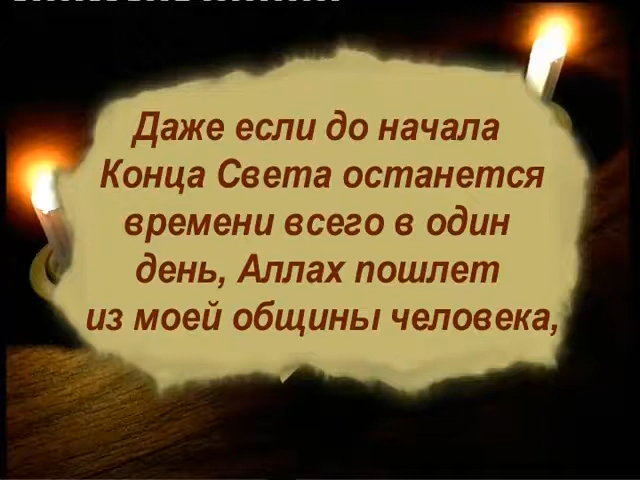 Даже если до начала
Конца Света останется
времени всего в один
день, Аллах пошлет
из моей общины человека,